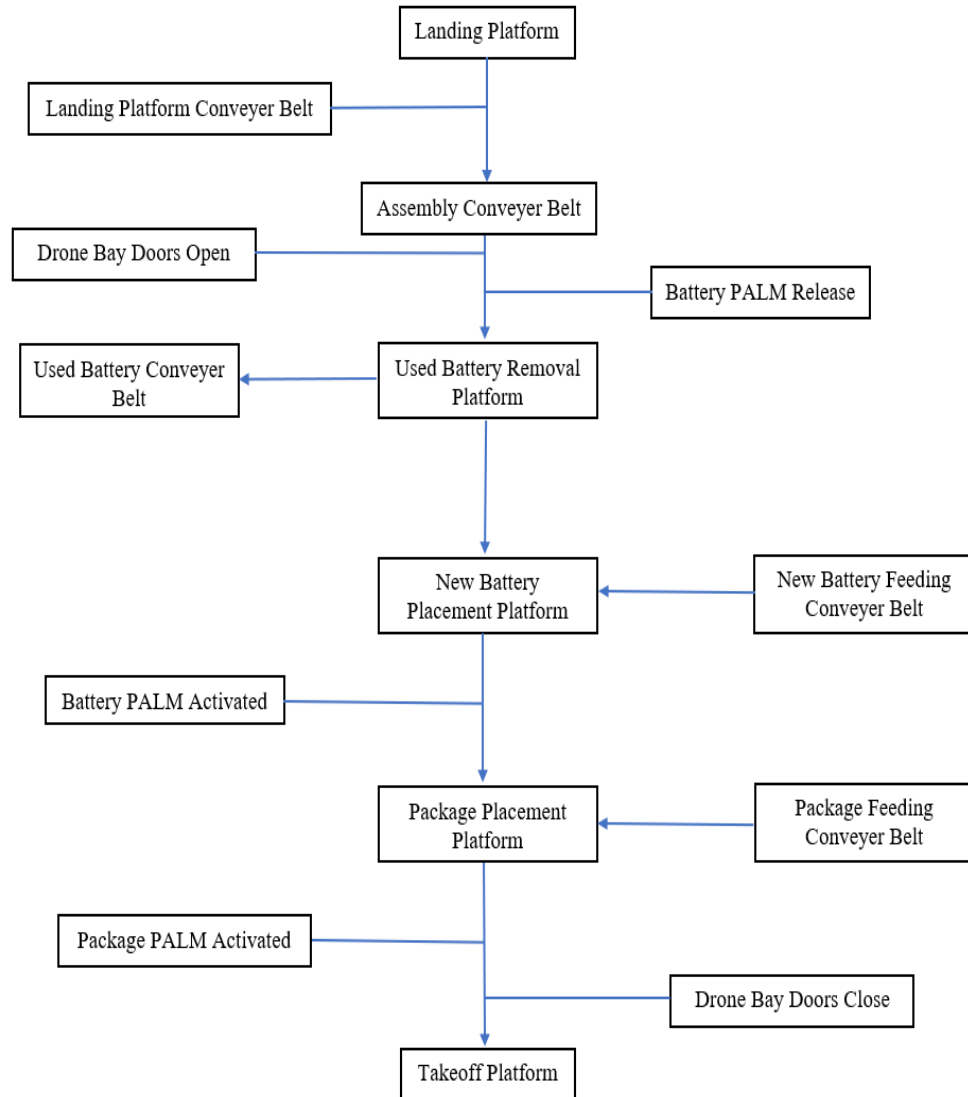 Landing Platform
Landing Platform Conveyer Belt
Assembly Conveyer Belt
Drone Bay Doors Open
Battery PALM Release
Used Battery Conveyer
Belt
Used Battery Removal
Platform
New Battery
Placement Platform
New Battery Feeding
Conveyer Belt
Battery PALM Activated
Package Placement
Platform
Package Feeding
Conveyer Belt
Package PALM Activated
Drone Bay Doors Close
Takeoff Platform